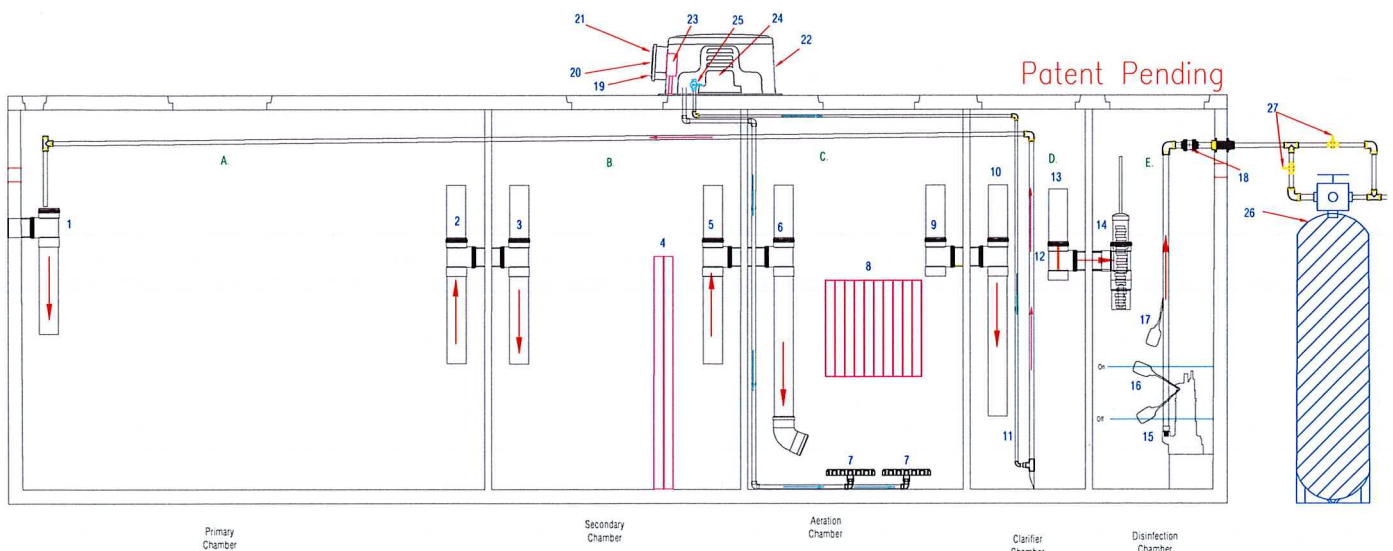 21
23
25
24
22
20
19
Patent Pending
27
A.
B.
C.
D.
E.
18
10
13
1
2
3
5
6
9
14
26
4
12
8
17
On
16
Off
11
15
7
7
Primary
Chamber
Secondary
Chamber
Aeration
Chamber
Clarifier
Chamber
Disinfection
Chamber